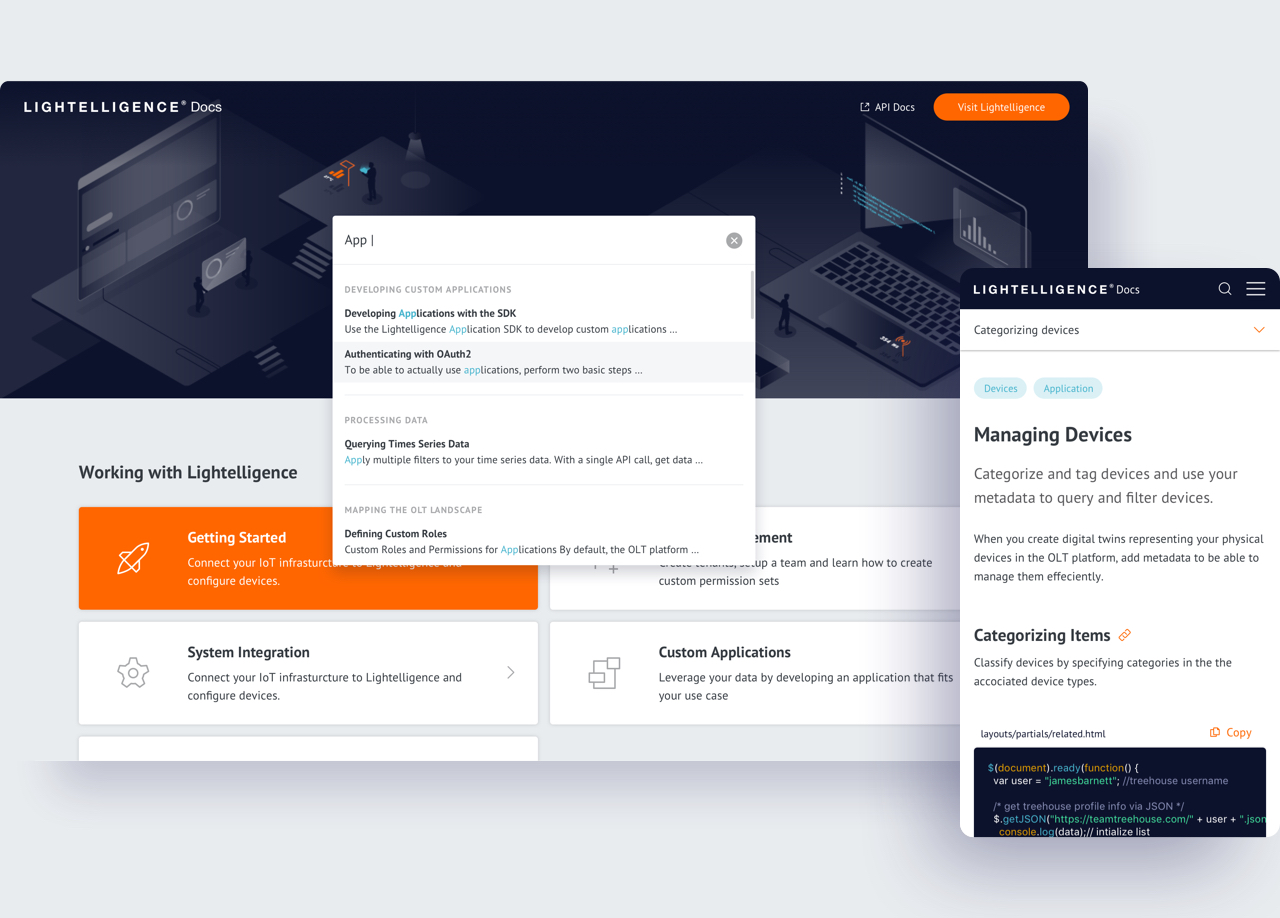 LIGHTELLIGENCE® Docs
API Docs
Visit Lightelligence
App |
DEVELOPING CUSTOM APPLICATIONS
Developing Applications with the SDK
Use the Lightelligence Application SDK to develop custom applications ...
Authenticating with OAuth2
To be able to actually use applications, perform two basic steps ...
PROCESSING DATA
Querying Times Series Data
Apply multiple filters to your time series data. With a single API call, get data ...
MAPPING THE OLT LANDSCAPE
Defining Custom Roles
Custom Roles and Permissions for Applications By default, the OLT platform ...
Working with Lightelligence
Getting Started
Connect your IoT infrasturcture to Lightelligence and
configure devices.
ement
Create tenants, setup a team and learn how to create
custom permission sets
System Integration
Connect your IoT infrasturcture to Lightelligence and
configure devices.
Custom Applications
Leverage your data by developing an application that fits
your use case
LIGHTELLIGENCE® Docs
Categorizing devices
Devices
Application
Managing Devices
Categorize and tag devices and use your
metadata to query and filter devices.
When you create digital twins representing your physical
devices in the OLT platform, add metadata to be able to
manage them effeciently.
Categorizing Items
Classify devices by specifying categories in the the
accociated device types.
layouts/partials/related.html
Copy
$(document).ready(function() {
var user = "jamesbarnett"; //treehouse username
/* get treehouse profile info via JSON */
$.getJSON("https://teamtreehouse.com/" + user + ".json
console.log(data);// intialize list